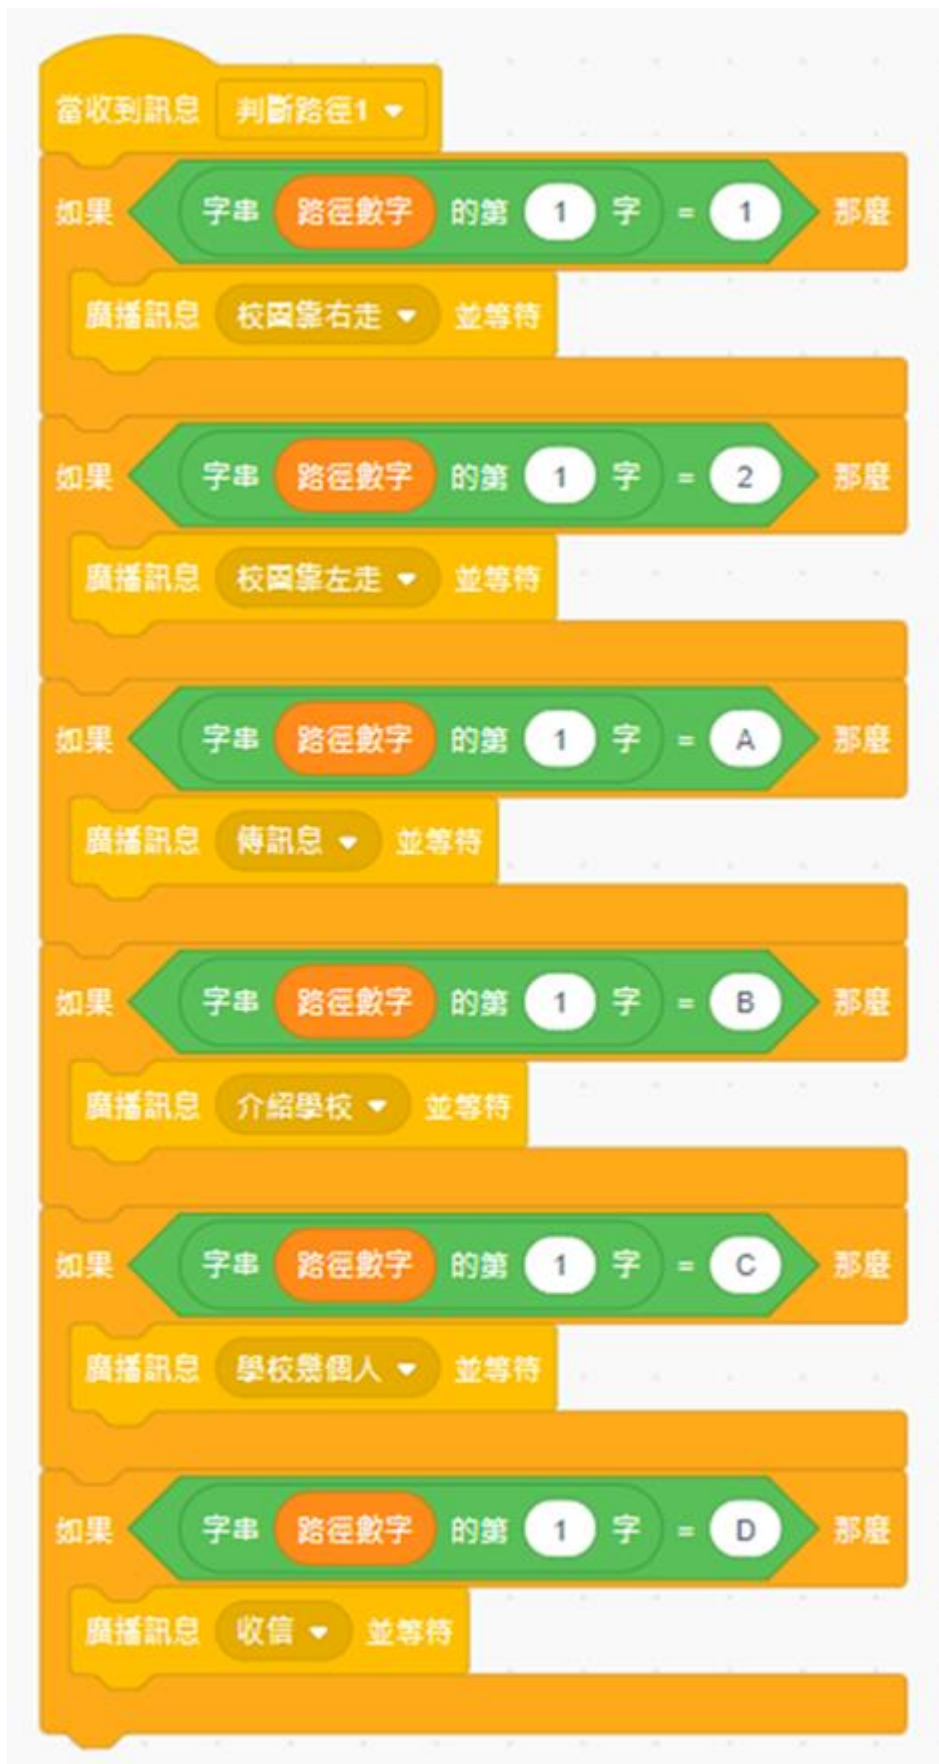 當收到訊息 判斷路徑1
如果 字串 路徑數字 的第 1 字 = 1 那麼
廣播訊息 校園靠右走 並等待
如果 字串 路徑數字 的第 1 字 = 2 那麼
廣播訊息 校園靠左走 並等待
如果 字串 路徑數字 的第 1 字 = A 那麼
廣播訊息 傳訊息 並等待
如果 字串 路徑數字 的第 1 字 = B 那麼
廣播訊息 介紹學校 並等待
如果 字串 路徑數字 的第 1 字 = C 那麼
廣播訊息 學校幾個人 並等待
如果 字串 路徑數字 的第 1 字 = D 那麼
廣播訊息 收信 並等待